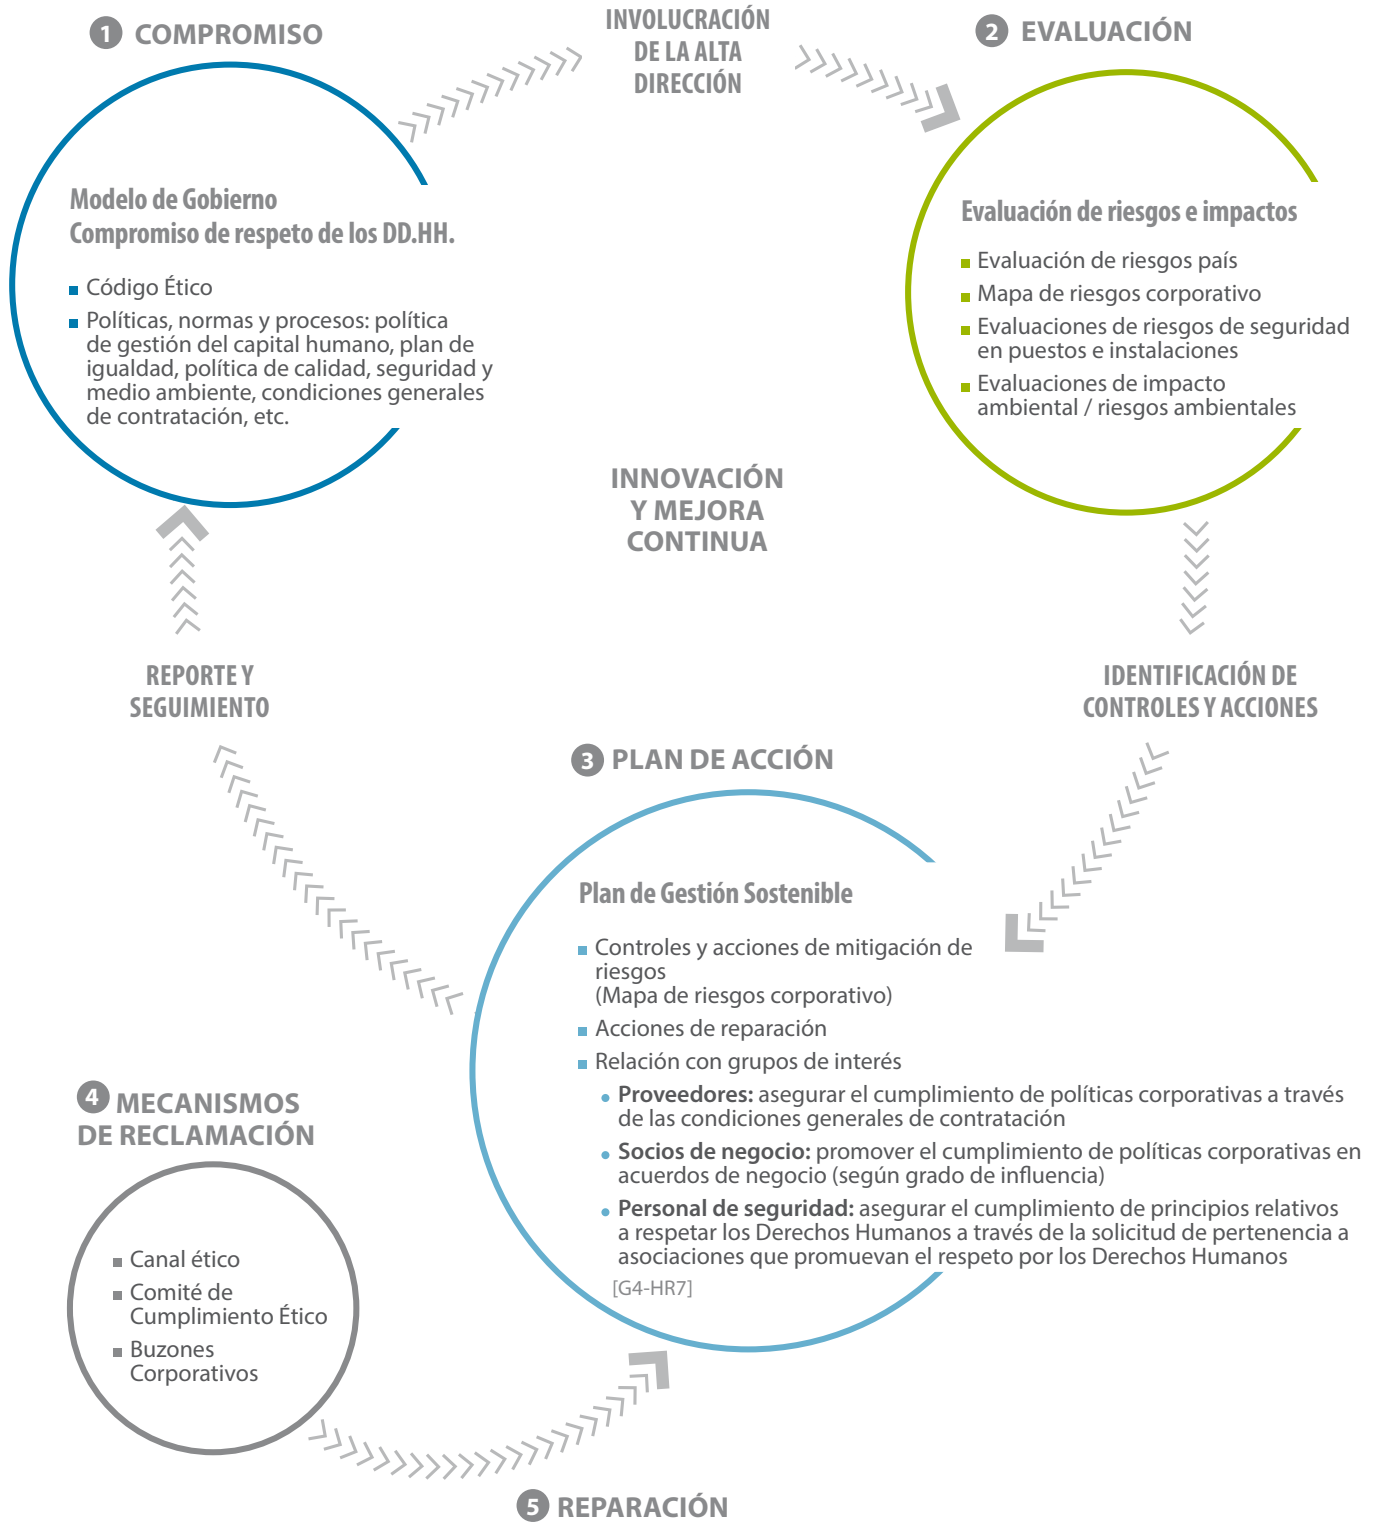 1 COMPROMISO
Modelo de Gobierno
Compromiso de respeto de los DD.HH.
Código Ético
Políticas, normas y procesos: política
de gestión del capital humano, plan de
igualdad, política de calidad, seguridad y
medio ambiente, condiciones generales
de contratación, etc.
INVOLUCRACIÓN
DE LA ALTA
DIRECCIÓN
2 EVALUACIÓN
Evaluación de riesgos e impactos
Evaluación de riesgos país
Mapa de riesgos corporativo
Evaluaciones de riesgos de seguridad
en puestos e instalaciones
Evaluaciones de impacto
ambiental / riesgos ambientales
INNOVACIÓN
Y MEJORA
CONTINUA
REPORTE Y
SEGUIMIENTO
IDENTIFICACIÓN DE
CONTROLES Y ACCIONES
3 PLAN DE ACCIÓN
Plan de Gestión Sostenible
Controles y acciones de mitigación de
riesgos
(Mapa de riesgos corporativo)
Acciones de reparación
Relación con grupos de interés
Proveedores: asegurar el cumplimiento de políticas corporativas a través
de las condiciones generales de contratación
Socios de negocio: promover el cumplimiento de políticas corporativas en
acuerdos de negocio (según grado de influencia)
Personal de seguridad: asegurar el cumplimiento de principios relativos
a respetar los Derechos Humanos a través de la solicitud de pertenencia a
asociaciones que promuevan el respeto por los Derechos Humanos
[G4-HR7]
4 MECANISMOS
DE RECLAMACIÓN
Canal ético
Comité de
Cumplimiento Ético
Buzones
Corporativos
5 REPARACIÓN